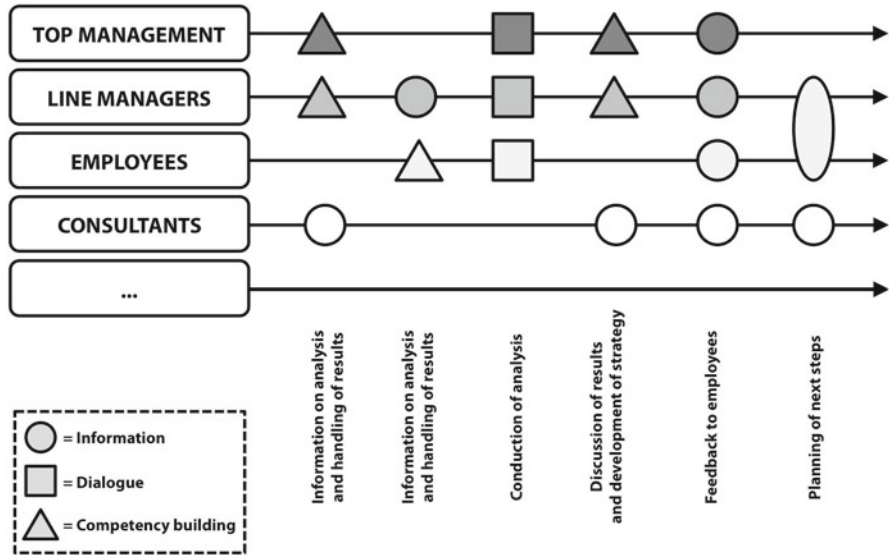 TOP MANAGEMENT
LINE MANAGERS
EMPLOYEES
CONSULTANTS
...
Information on analysis
and handling of results
Information on analysis
and handling of results
Conduction of analysis
Discussion of results
and development of strategy
Feedback to employees
Planning of next steps
= Information
= Dialogue
= Competency building